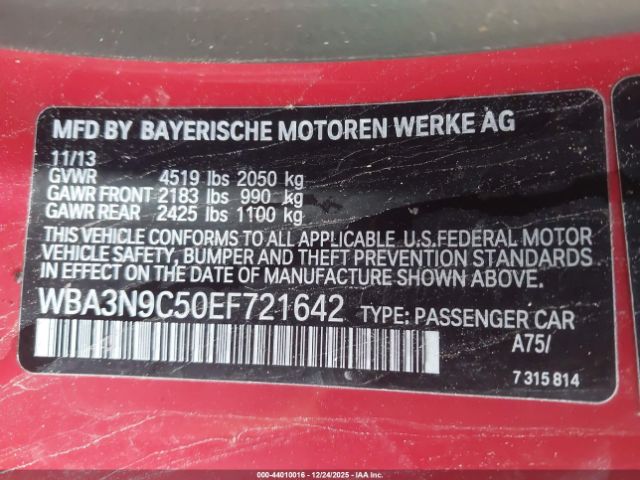 MFD BY BAYERISCHE MOTOREN WERKE AG
11/13
GVWR 4519 lbs 2050 kg
GAWR FRONT 2183 lbs 990 kg
GAWR REAR 2425 lbs 1100 kg
THIS VEHICLE CONFORMS TO ALL APPLICABLE U.S.FEDERAL MOTOR
VEHICLE SAFETY, BUMPER AND THEFT PREVENTION STANDARDS
IN EFFECT ON THE DATE OF MANUFACTURE SHOWN ABOVE.
WBA3N9C50EF721642 TYPE: PASSENGER CAR
A75/
7 315 814
000-44010016 - 12/24/2025 - IAAI.COM